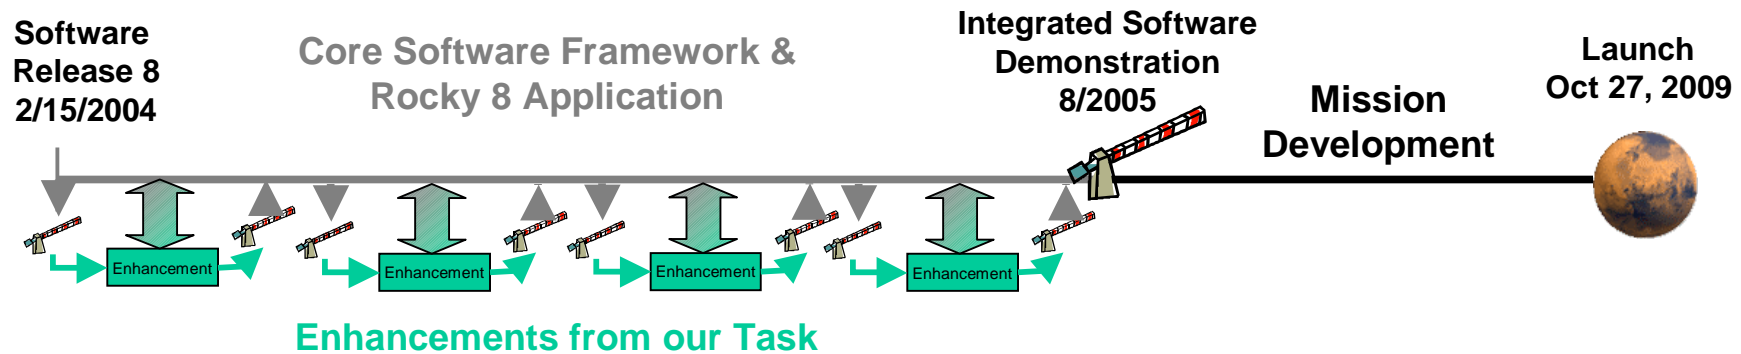 Software
Release 8
2/15/2004
Core Software Framework &
Rocky 8 Application
Integrated Software
Demonstration
8/2005
Mission
Development
Launch
Oct 27, 2009
Enhancement
Enhancement
Enhancement
Enhancement
Enhancements from our Task